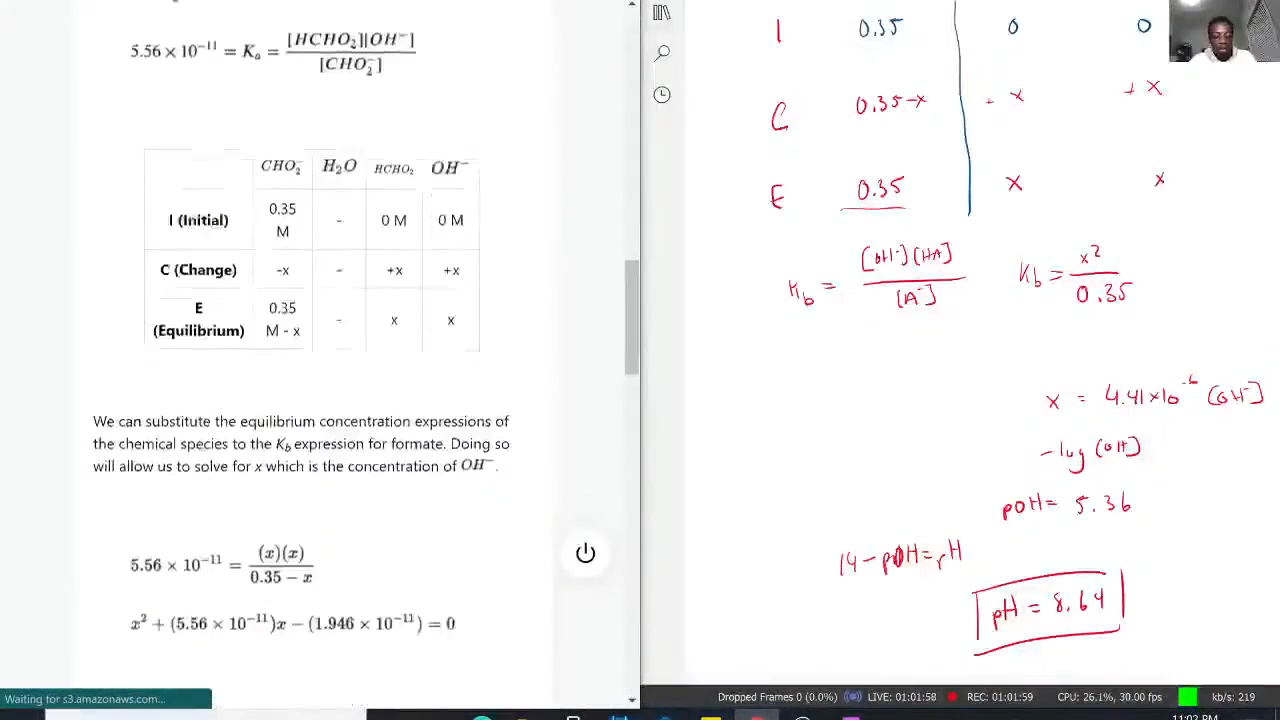 5.56 × 10⁻¹¹ = Kₐ = [HCHO₂][OH⁻] / [CHO₂⁻]
CHO₂⁻ H₂O HCHO₂ OH⁻
I (Initial) 0.35 M - 0 M 0 M
C (Change) -x - +x +x
E (Equilibrium) 0.35 M - x - x x
We can substitute the equilibrium concentration expressions of
the chemical species to the K_b expression for formate. Doing so
will allow us to solve for x which is the concentration of OH⁻.
5.56 × 10⁻¹¹ = (x)(x) / 0.35 − x
x² + (5.56 × 10⁻¹¹)x − (1.946 × 10⁻¹¹) = 0
Waiting for s3.amazonaws.com...
I 0.35 0 0
C 0.35-x + x + x
E 0.35 x x
K_b = [OH⁻][HA] / [A⁻] K_b = x² / 0.35
x = 4.41×10⁻⁶ [OH⁻]
-log [OH]
pOH = 5.36
14 - pOH = pH
pH = 8.64
Dropped frames 0 (0. LIVE: 01:01:58 REC: 01:01:59 CPU: 26.1%, 30.00 fps kb/s: 219
11:02 PM